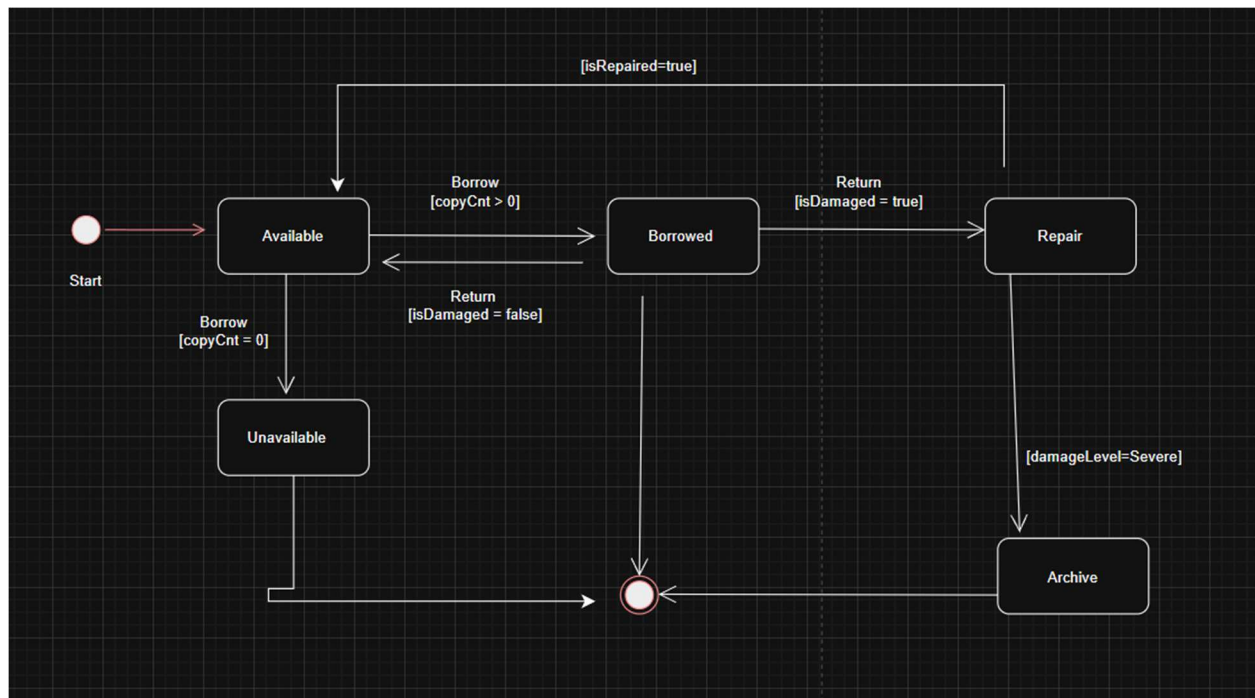 [isRepaired=true]
Borrow
[copyCnt > 0]
Return
[isDamaged = true]
Available
Borrowed
Repair
Start
Return
[isDamaged = false]
Borrow
[copyCnt = 0]
Unavailable
[damageLevel=Severe]
Archive